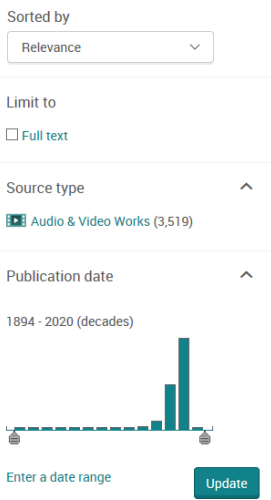 Sorted by
Relevance
Limit to
Full text
Source type
Audio & Video Works (3,519)
Publication date
1894 - 2020 (decades)
Enter a date range
Update